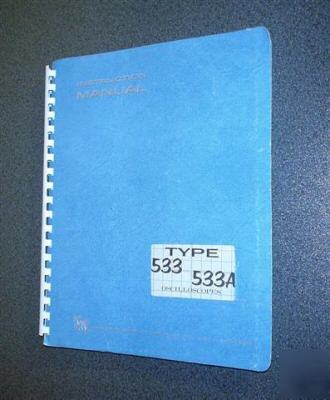 INSTRUCTION
MANUAL
TYPE
533
533A
OSCILLOSCOPES